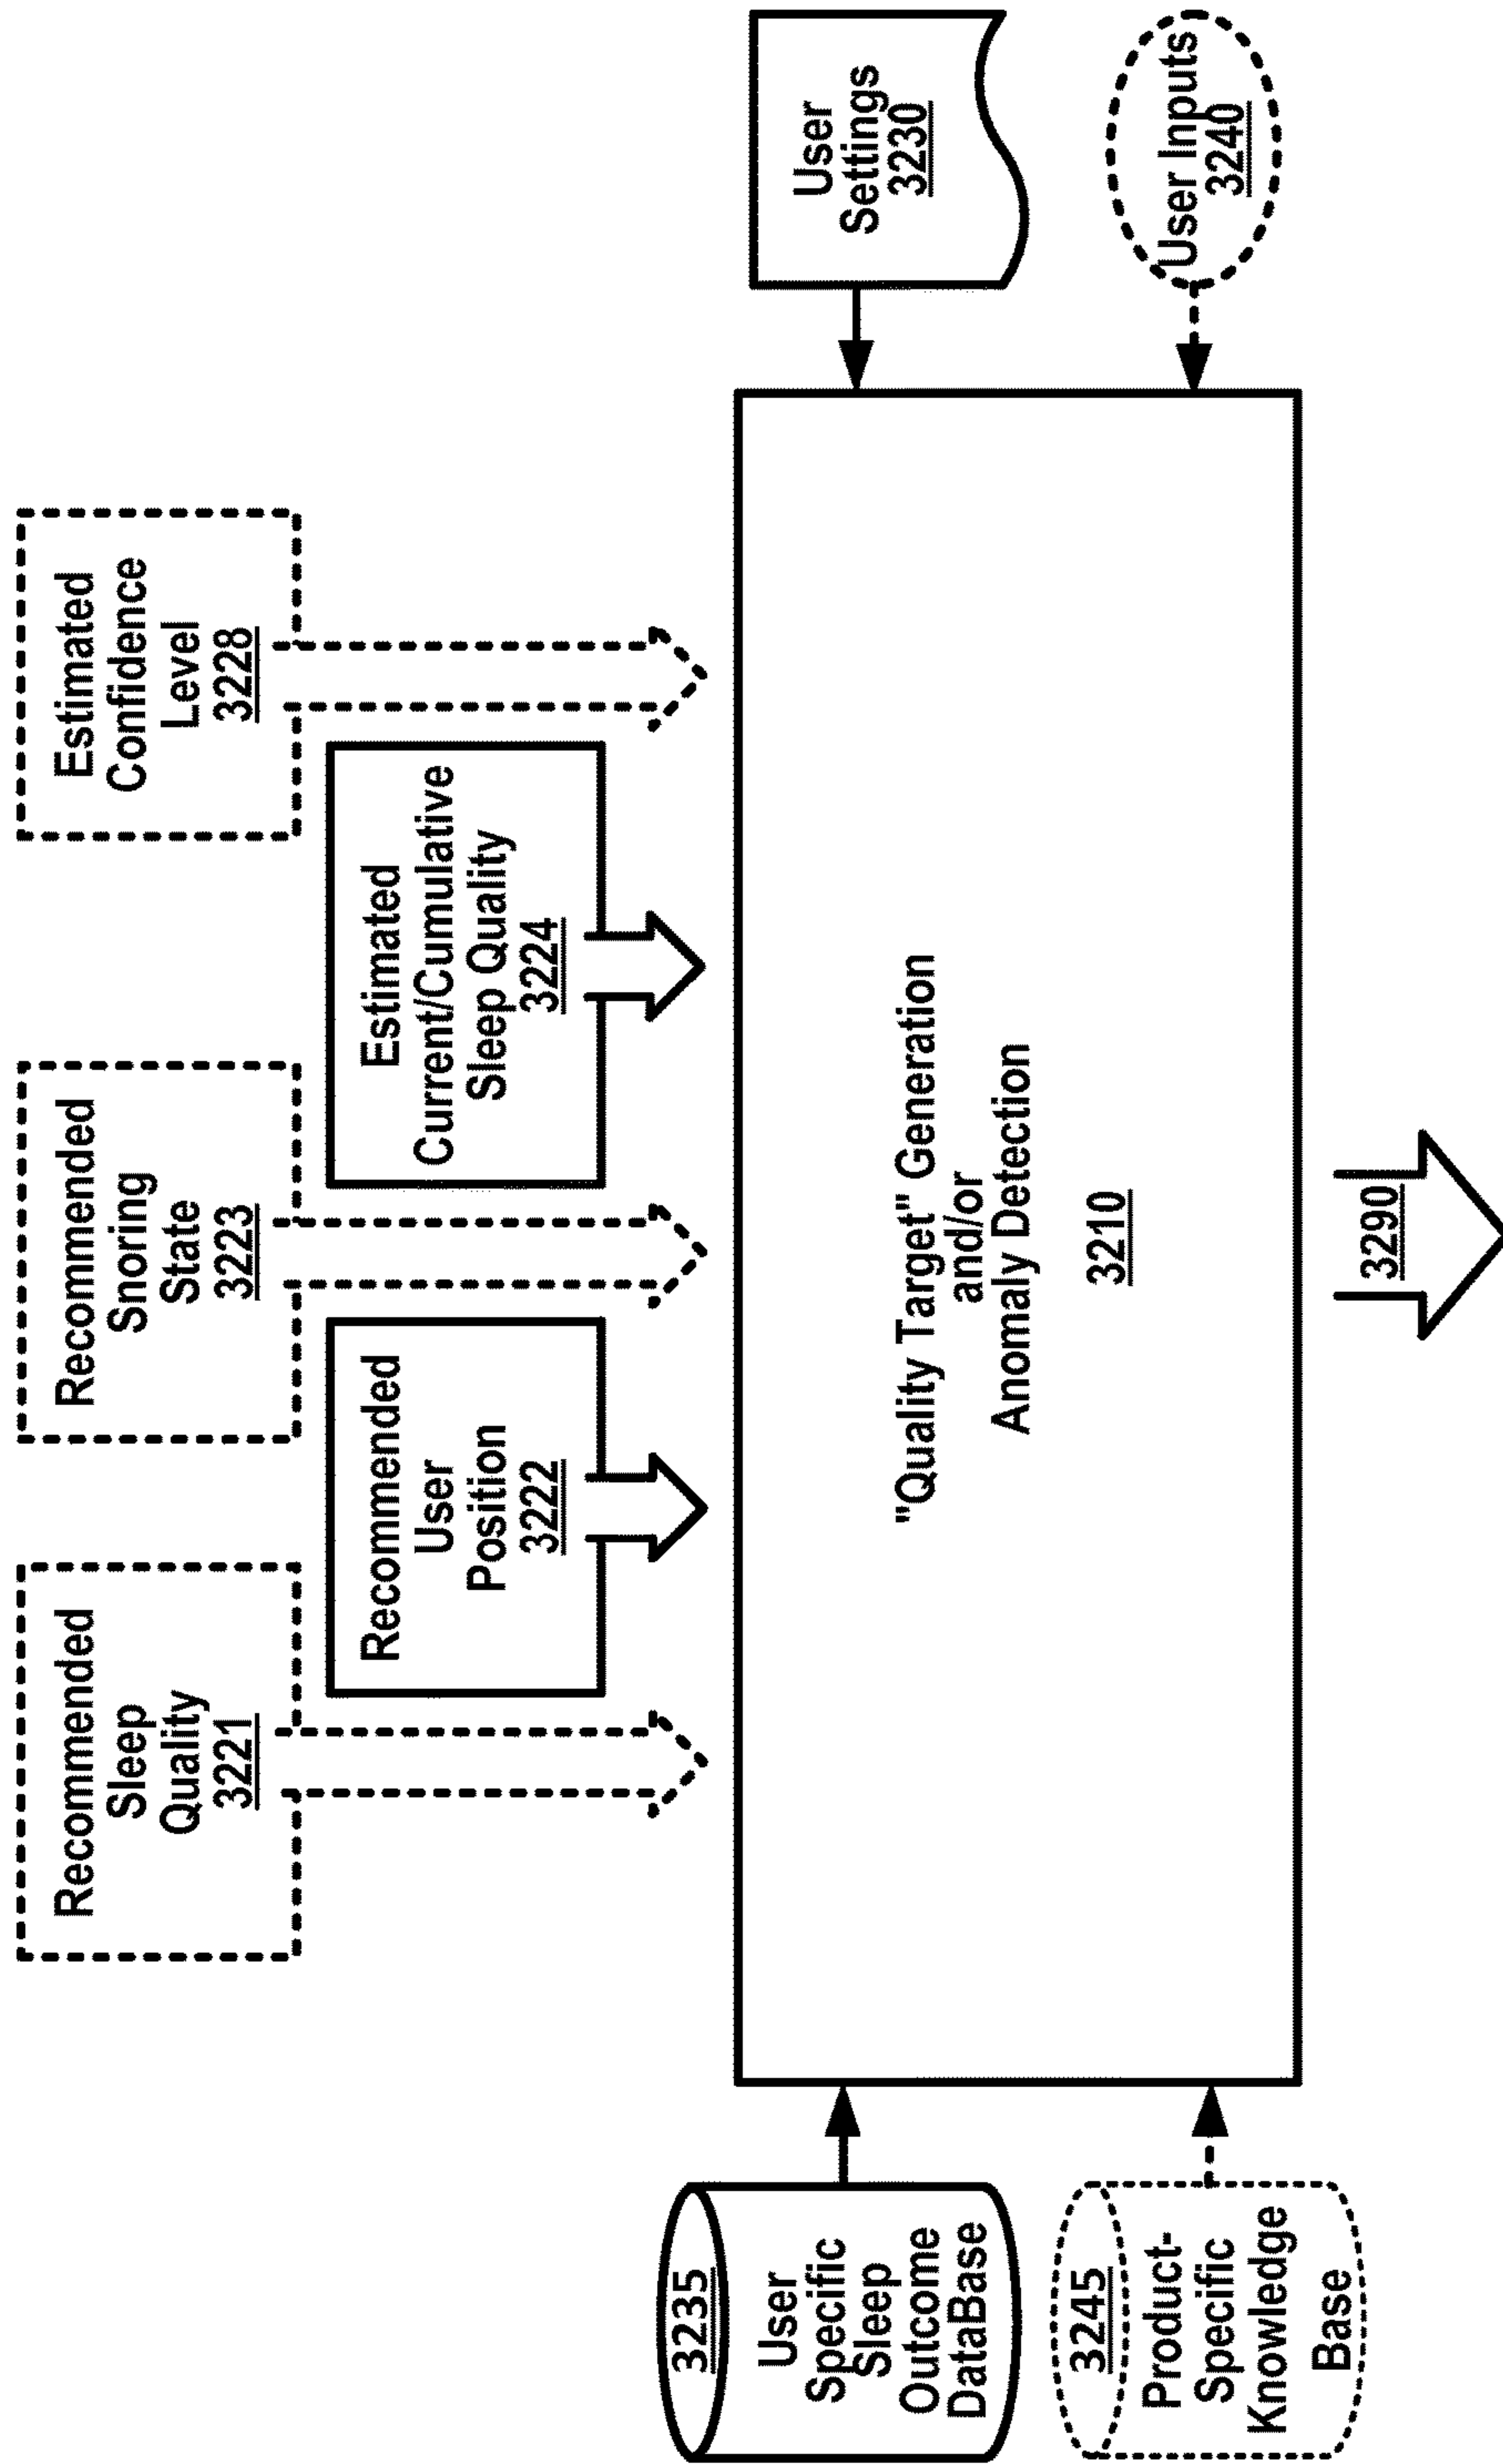 Recommended
Sleep
Quality
3221
Recommended
User
Position
3222
Recommended
Snoring
State
3223
Estimated
Current/Cumulative
Sleep Quality
3224
Estimated
Confidence
Level
3228
3235
User
Specific
Sleep
Outcome
DataBase
3245
Product-
Specific
Knowledge
Base
"Quality Target" Generation
and/or
Anomaly Detection
3210
User
Settings
3230
User Inputs
3240
3290